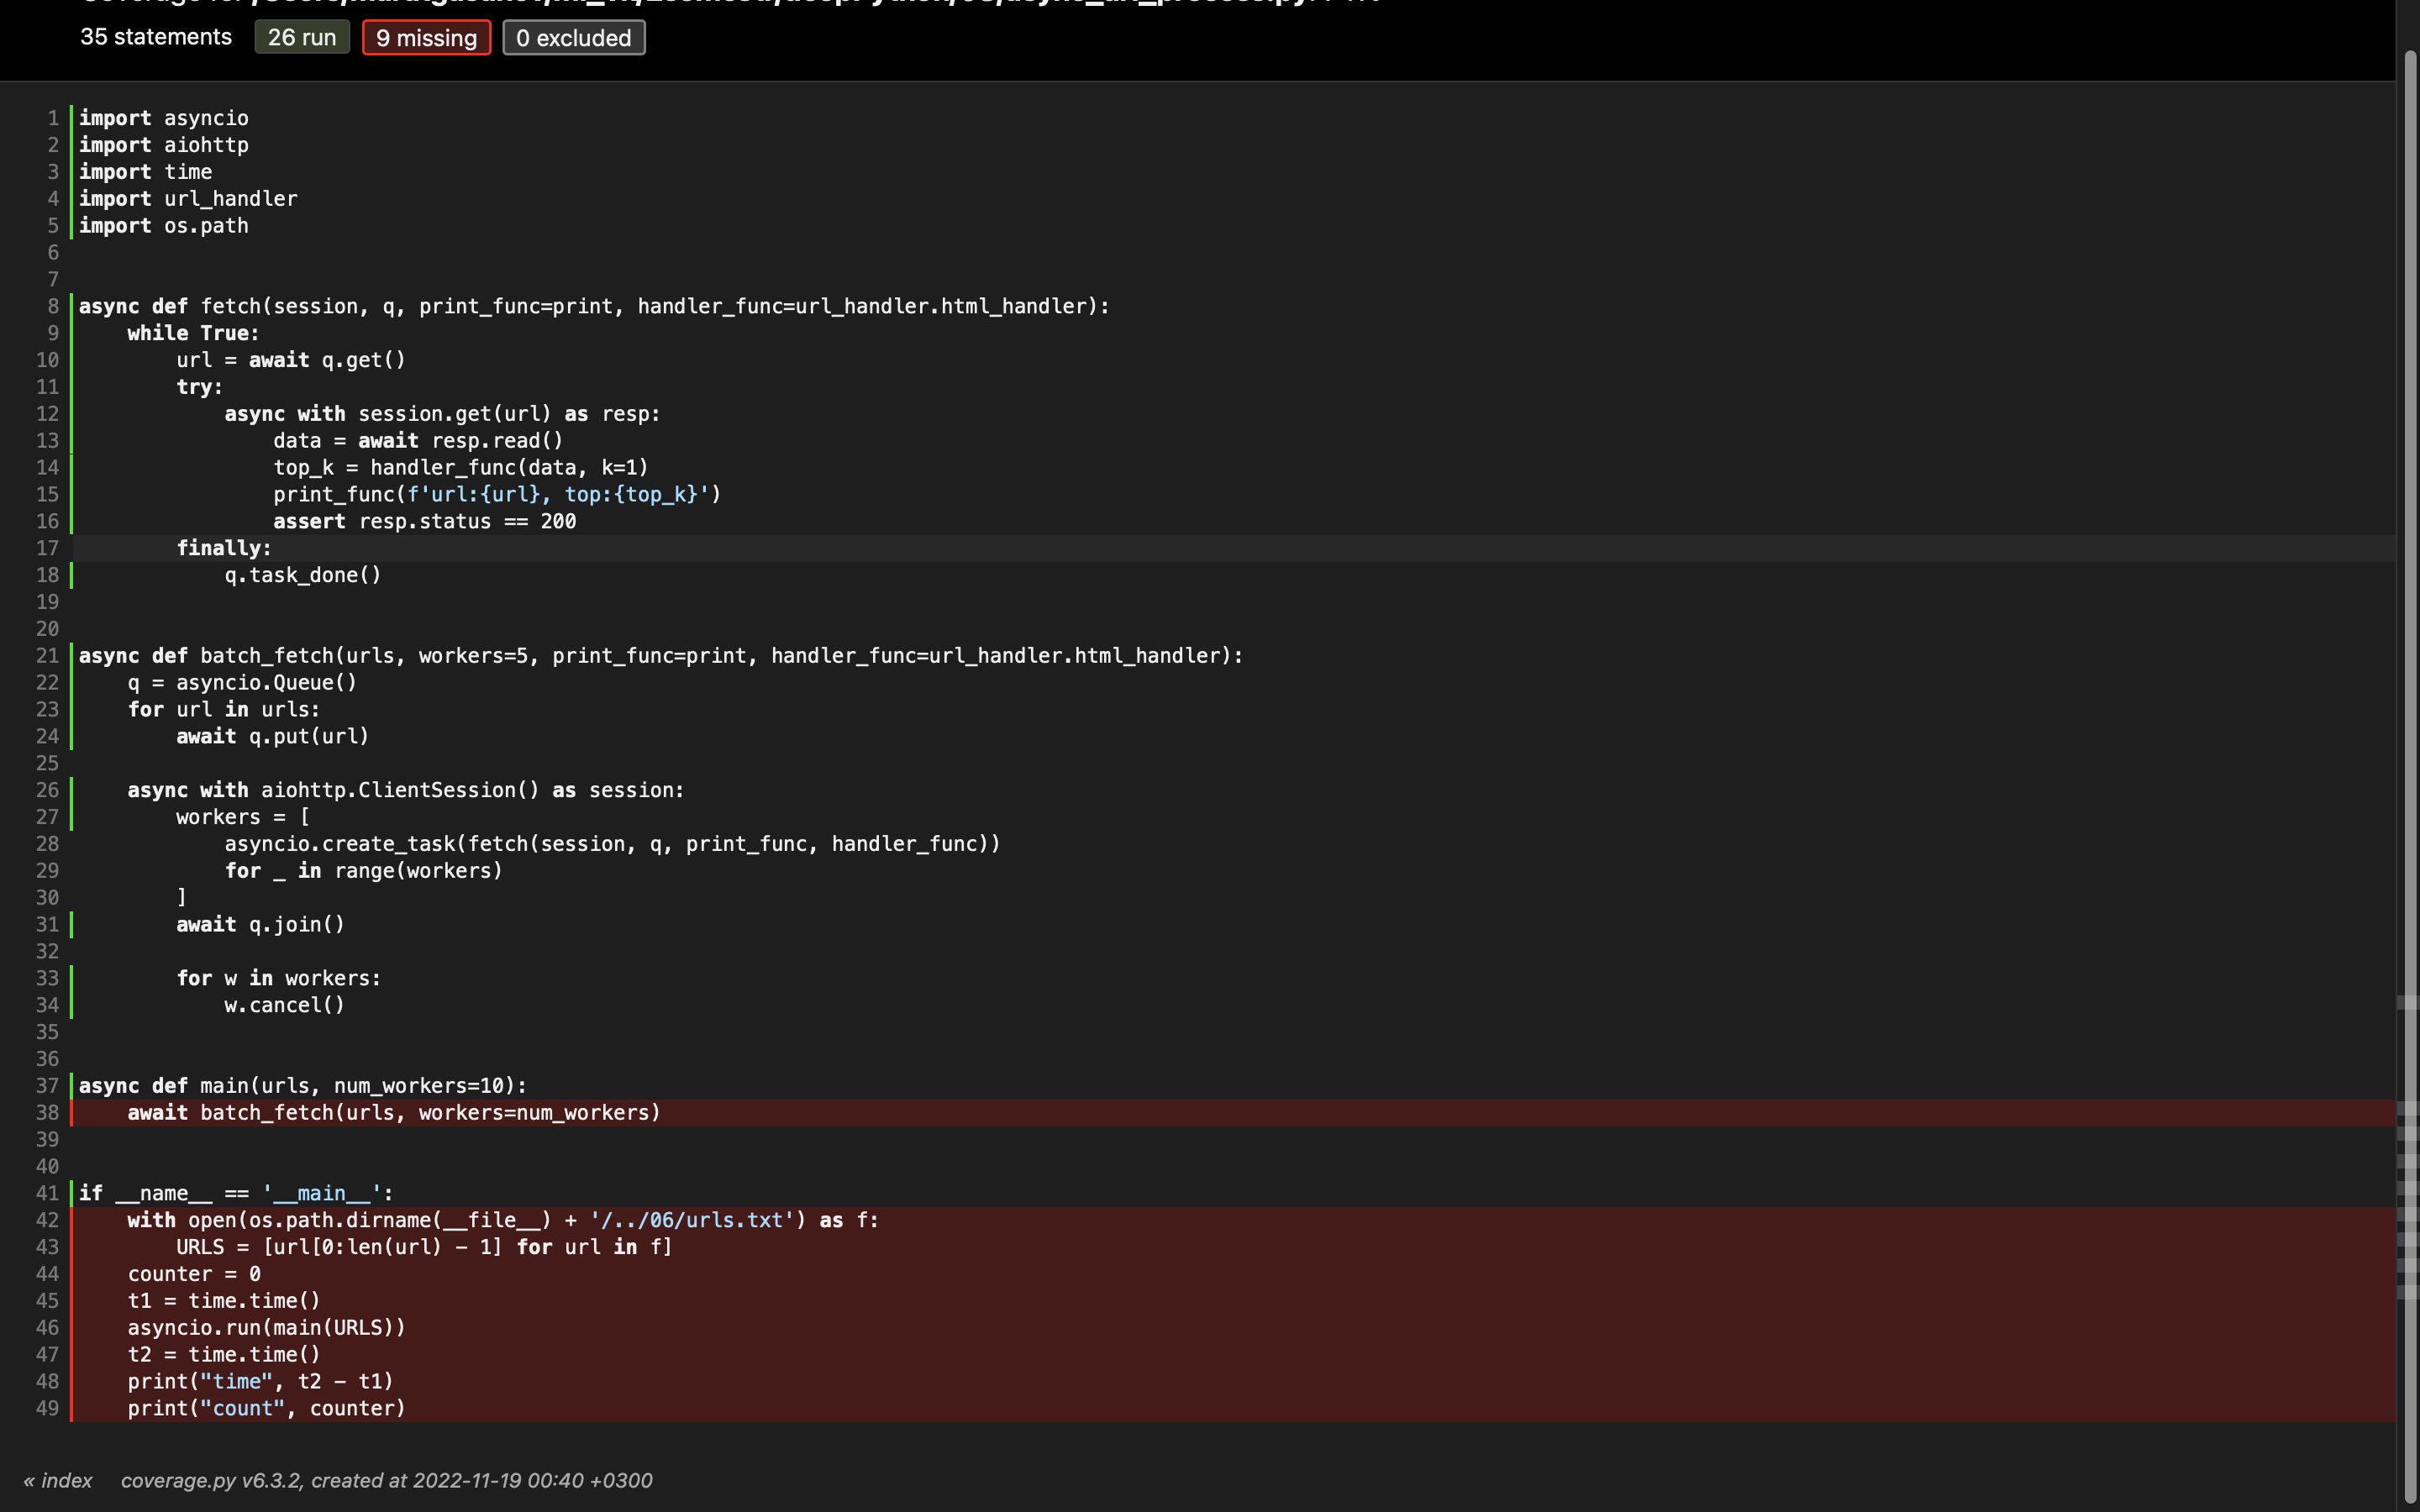 35 statements 26 run 9 missing 0 excluded
1 import asyncio
2 import aiohttp
3 import time
4 import url_handler
5 import os.path
6
7
8 async def fetch(session, q, print_func=print, handler_func=url_handler.html_handler):
9     while True:
10         url = await q.get()
11         try:
12             async with session.get(url) as resp:
13                 data = await resp.read()
14                 top_k = handler_func(data, k=1)
15                 print_func(f'url:{url}, top:{top_k}')
16                 assert resp.status == 200
17         finally:
18             q.task_done()
19
20
21 async def batch_fetch(urls, workers=5, print_func=print, handler_func=url_handler.html_handler):
22     q = asyncio.Queue()
23     for url in urls:
24         await q.put(url)
25
26     async with aiohttp.ClientSession() as session:
27         workers = [
28             asyncio.create_task(fetch(session, q, print_func, handler_func))
29             for _ in range(workers)
30         ]
31         await q.join()
32
33         for w in workers:
34             w.cancel()
35
36
37 async def main(urls, num_workers=10):
38     await batch_fetch(urls, workers=num_workers)
39
40
41 if __name__ == '__main__':
42     with open(os.path.dirname(__file__) + '/../06/urls.txt') as f:
43         URLS = [url[0:len(url) - 1] for url in f]
44     counter = 0
45     t1 = time.time()
46     asyncio.run(main(URLS))
47     t2 = time.time()
48     print("time", t2 - t1)
49     print("count", counter)
« index coverage.py v6.3.2, created at 2022-11-19 00:40 +0300